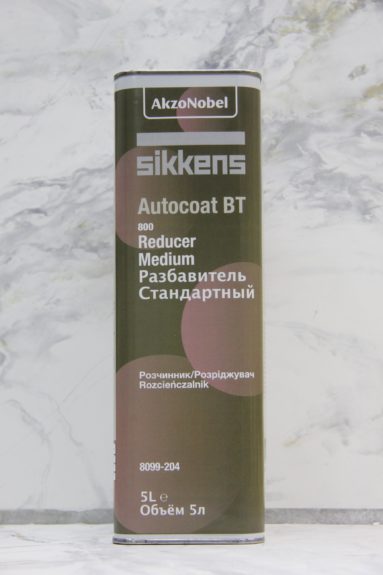 AkzoNobel
sikkens
Autocoat BT
800
Reducer
Medium
Разбавитель
Стандартный
Розчинник/Розріджувач
Rozcieńczalnik
8099-204
5L ℮
Объём 5л